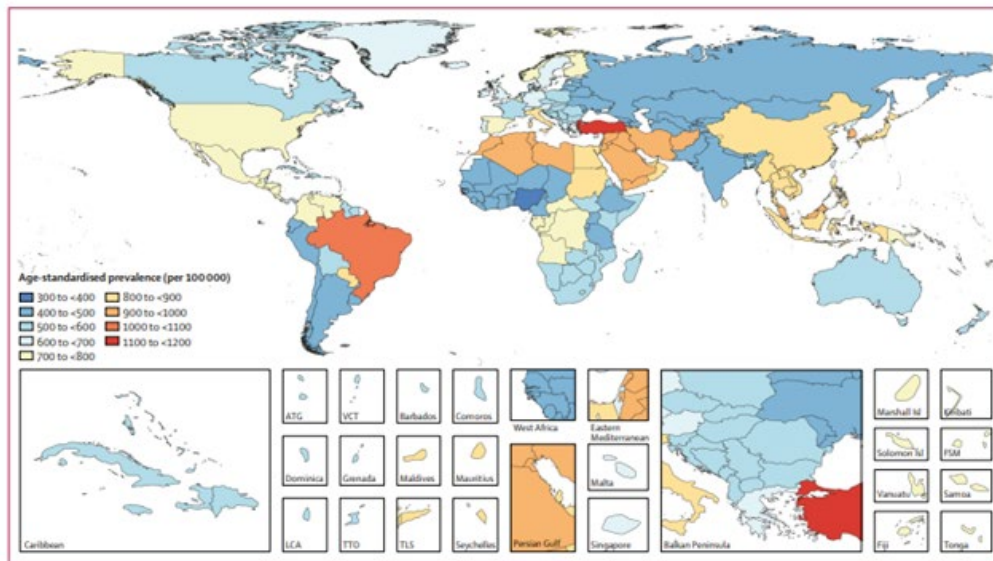 Age-standardised prevalence (per 100 000)
300 to <400
400 to <500
500 to <600
600 to <700
700 to <800
800 to <900
900 to <1000
1000 to <1100
1100 to <1200
Caribbean
ATG
VCT
Barbados
Comoros
Dominica
Grenada
Maldives
Mauritius
LCA
TTO
TLS
Seychelles
West Africa
Eastern
Mediterranean
Persian Gulf
Malta
Singapore
Balkan Peninsula
Marshall Isl
Kiribati
Solomon Isl
FSM
Vanuatu
Samoa
Fiji
Tonga